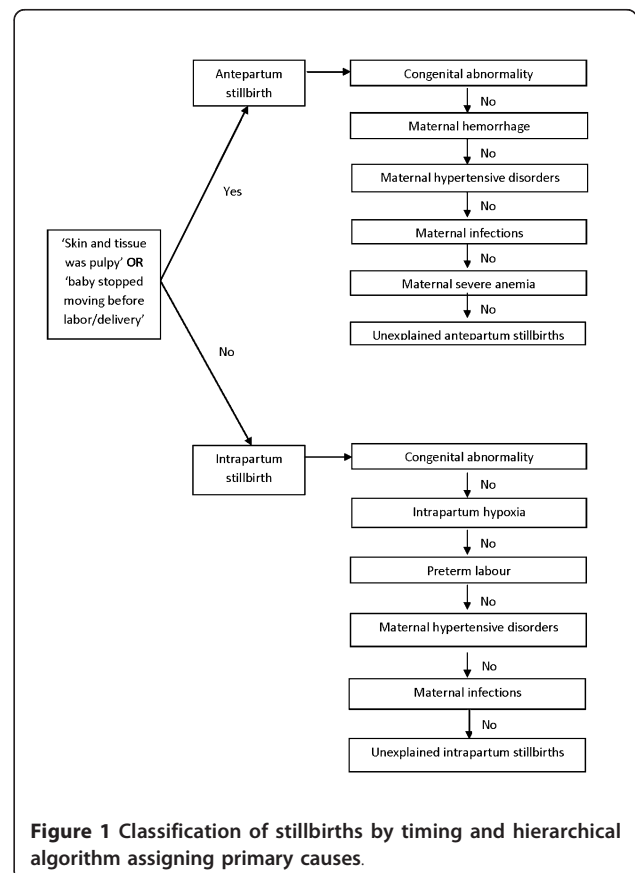 Antepartum
stillbirth
Congenital abnormality
No
Maternal hemorrhage
No
Maternal hypertensive disorders
No
Maternal infections
No
Maternal severe anemia
No
Unexplained antepartum stillbirths
Yes
'Skin and tissue
was pulpy' OR
'baby stopped
moving before
labor/delivery'
No
Intrapartum
stillbirth
Congenital abnormality
No
Intrapartum hypoxia
No
Preterm labour
No
Maternal hypertensive disorders
No
Maternal infections
No
Unexplained intrapartum stillbirths
Figure 1 Classification of stillbirths by timing and hierarchical
algorithm assigning primary causes.